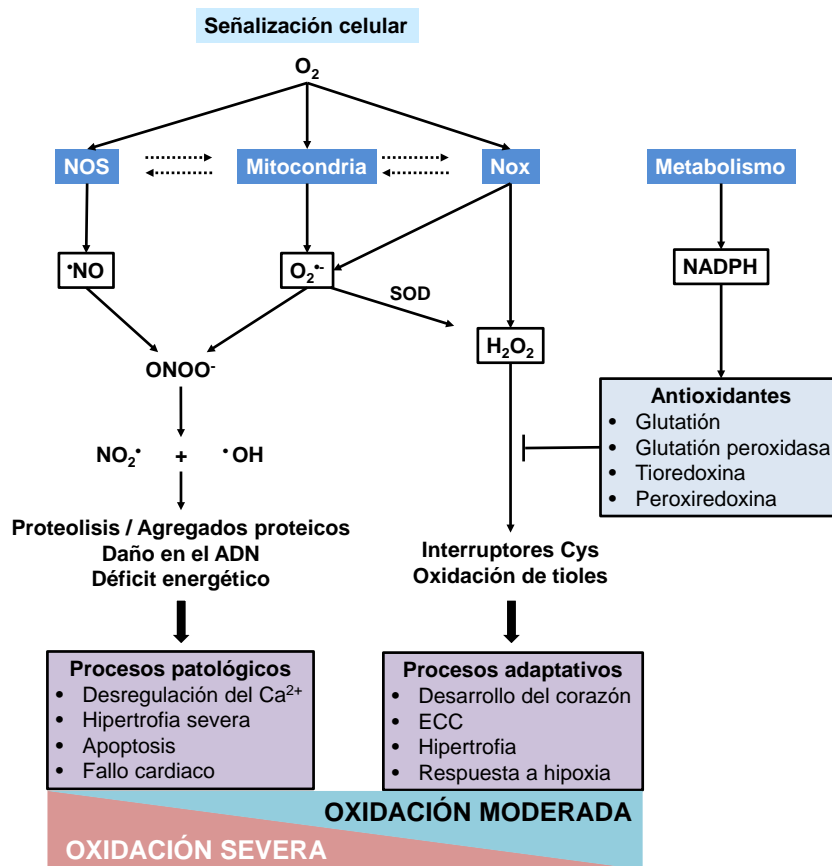 Señalización celular
O₂
NOS
Mitocondria
Nox
Metabolismo
•NO
O₂•-
SOD
NADPH
H₂O₂
ONOO-
Antioxidantes
• Glutatión
• Glutatión peroxidasa
• Tioredoxina
• Peroxiredoxina
NO₂• + •OH
Proteolisis / Agregados proteicos
Daño en el ADN
Déficit energético
Interruptores Cys
Oxidación de tioles
Procesos patológicos
• Desregulación del Ca²⁺
• Hipertrofia severa
• Apoptosis
• Fallo cardiaco
Procesos adaptativos
• Desarrollo del corazón
• ECC
• Hipertrofia
• Respuesta a hipoxia
OXIDACIÓN MODERADA
OXIDACIÓN SEVERA